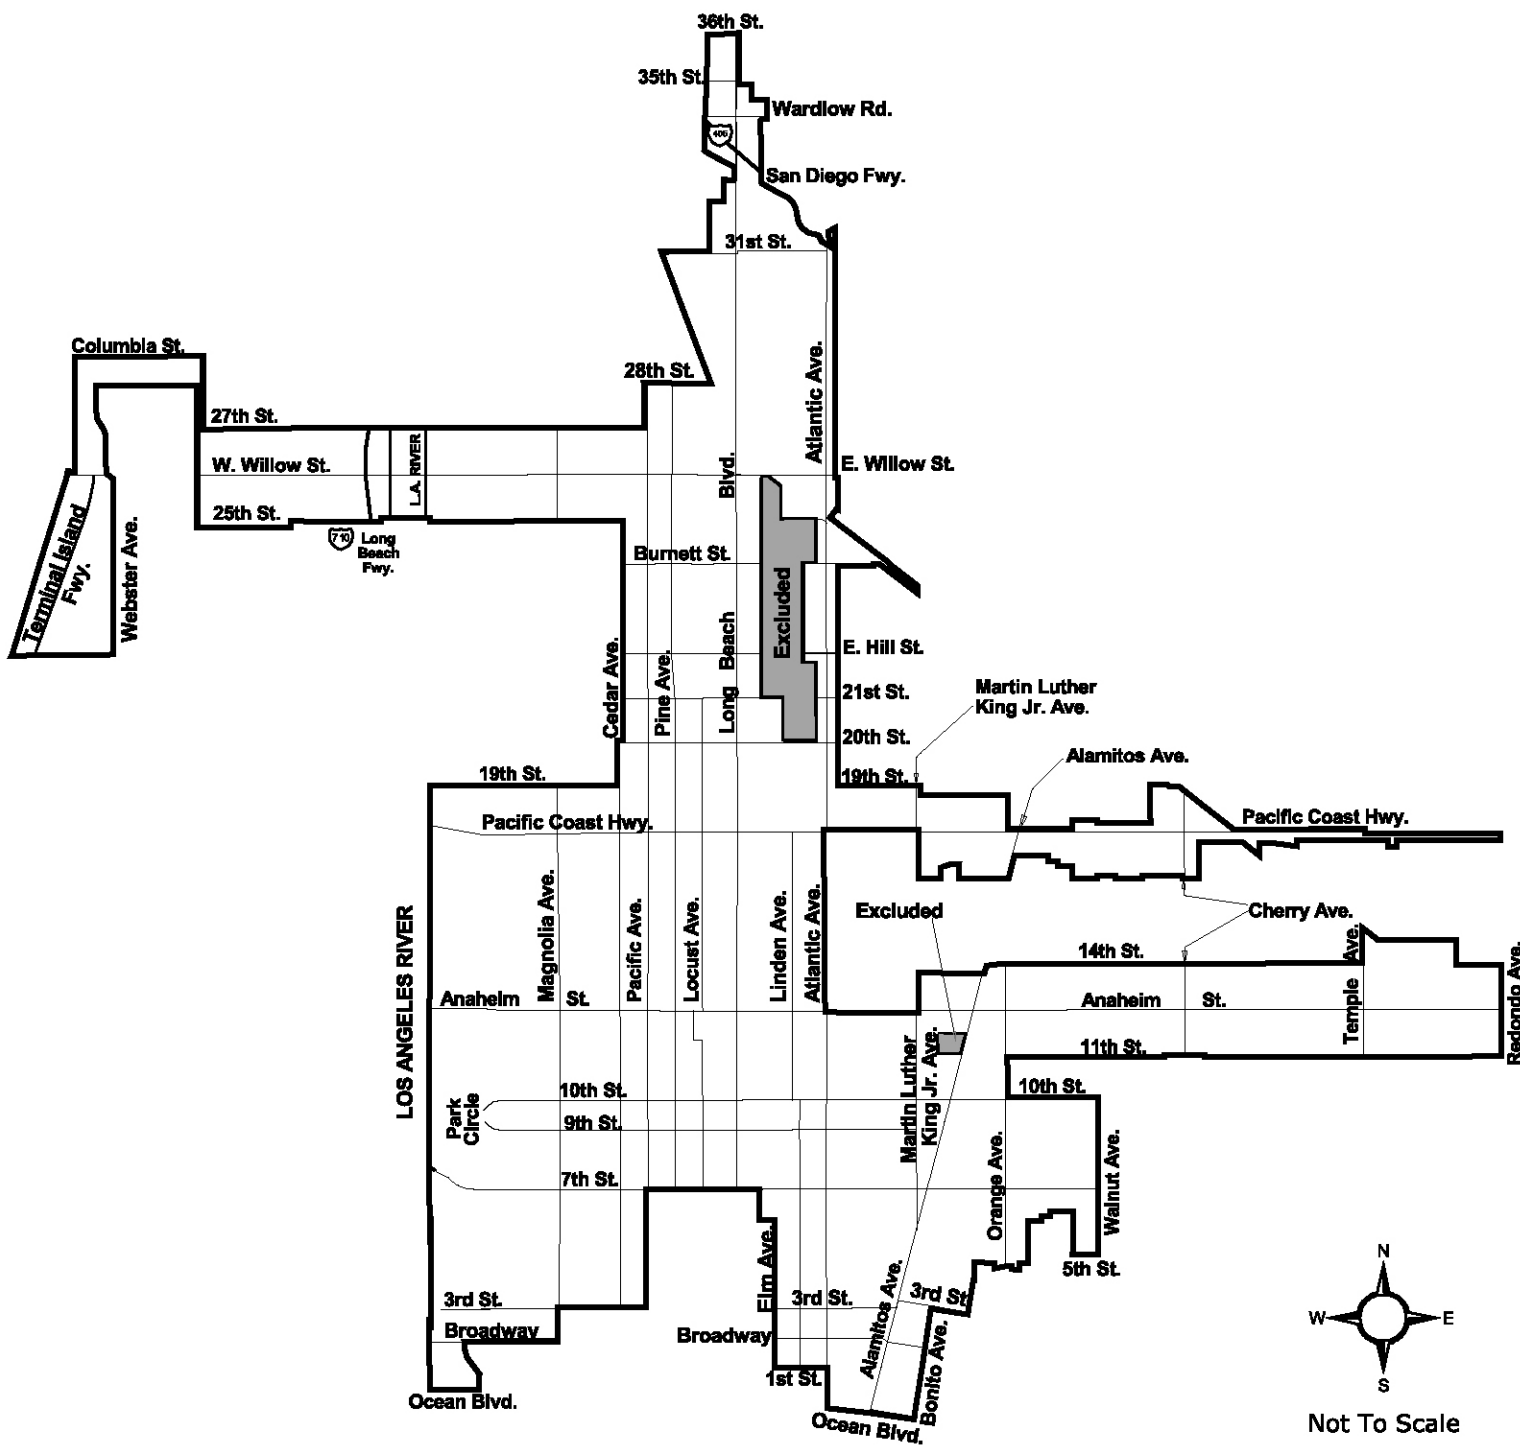 36th St.
35th St.
Wardlow Rd.
405
San Diego Fwy.
31st St.
Columbia St.
28th St.
Atlantic Ave.
27th St.
W. Willow St.
L.A. RIVER
Blvd.
E. Willow St.
25th St.
710
Long
Beach
Fwy.
Terminal Island
Fwy.
Webster Ave.
Burnett St.
Excluded
Cedar Ave.
Pine Ave.
Long Beach
E. Hill St.
21st St.
20th St.
Martin Luther
King Jr. Ave.
Alamitos Ave.
19th St.
19th St.
Pacific Coast Hwy.
Pacific Coast Hwy.
LOS ANGELES RIVER
Magnolia Ave.
Pacific Ave.
Locust Ave.
Linden Ave.
Atlantic Ave.
Excluded
Cherry Ave.
14th St.
Temple Ave.
Redondo Ave.
Anaheim St.
Anaheim St.
Martin Luther
King Jr. Ave.
11th St.
10th St.
10th St.
Park
Circle
9th St.
7th St.
Orange Ave.
Walnut Ave.
5th St.
Elm Ave.
3rd St.
3rd St.
3rd St.
Broadway
Broadway
Alamitos Ave.
Bonito Ave.
1st St.
Ocean Blvd.
Ocean Blvd.
N
W
E
S
Not To Scale